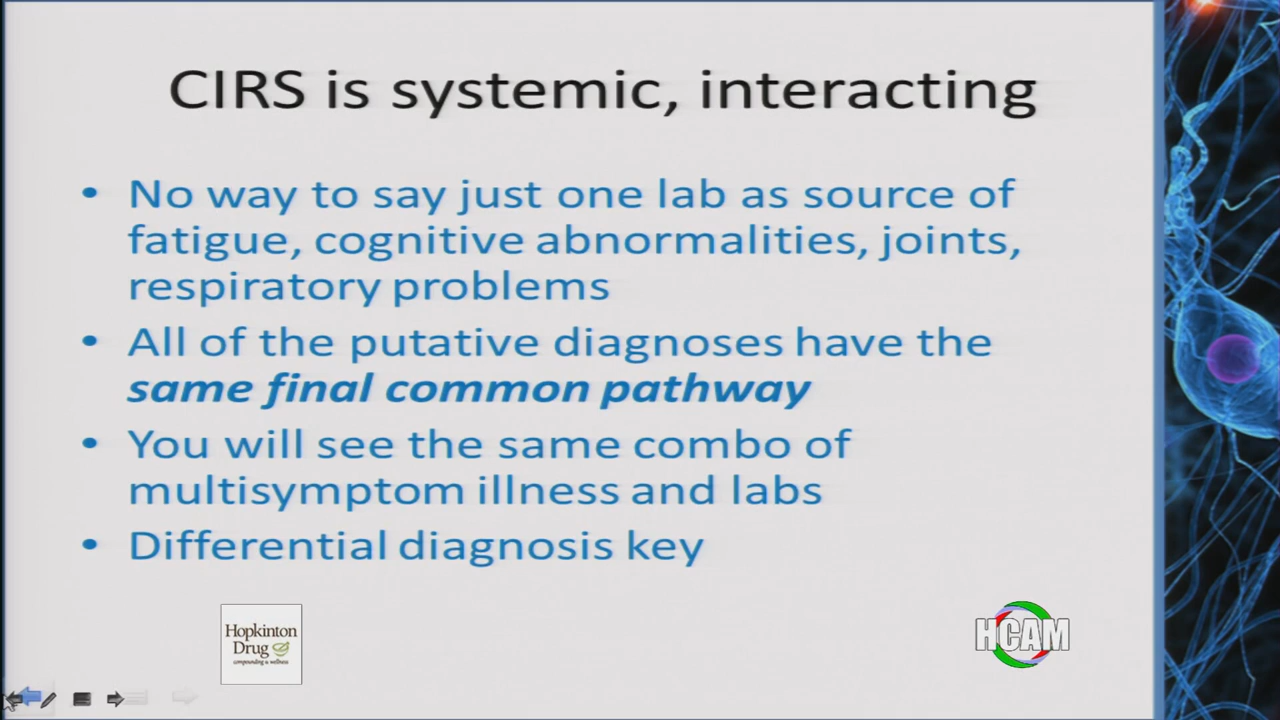 CIRS is systemic, interacting
• No way to say just one lab as source of
fatigue, cognitive abnormalities, joints,
respiratory problems
• All of the putative diagnoses have the
same final common pathway
• You will see the same combo of
multisymptom illness and labs
• Differential diagnosis key
Hopkinton
Drug
compounding & wellness
HCAM